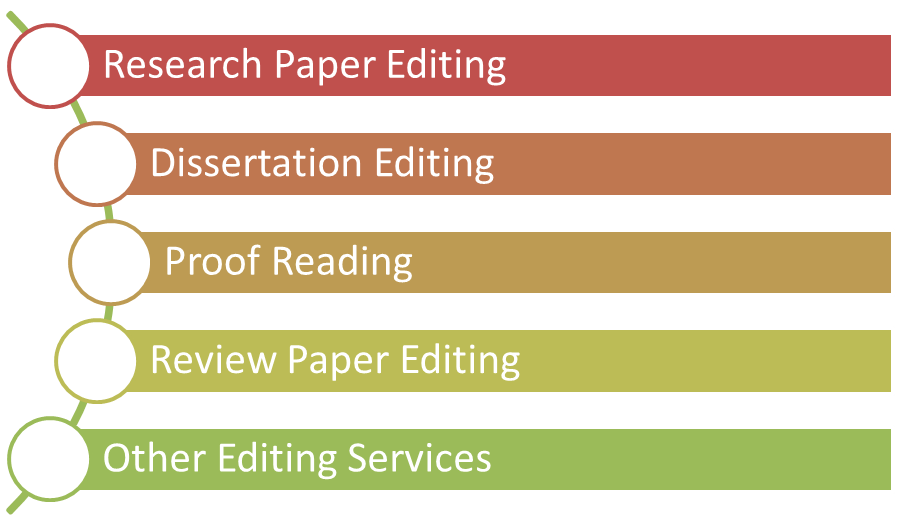 Research Paper Editing
Dissertation Editing
Proof Reading
Review Paper Editing
Other Editing Services